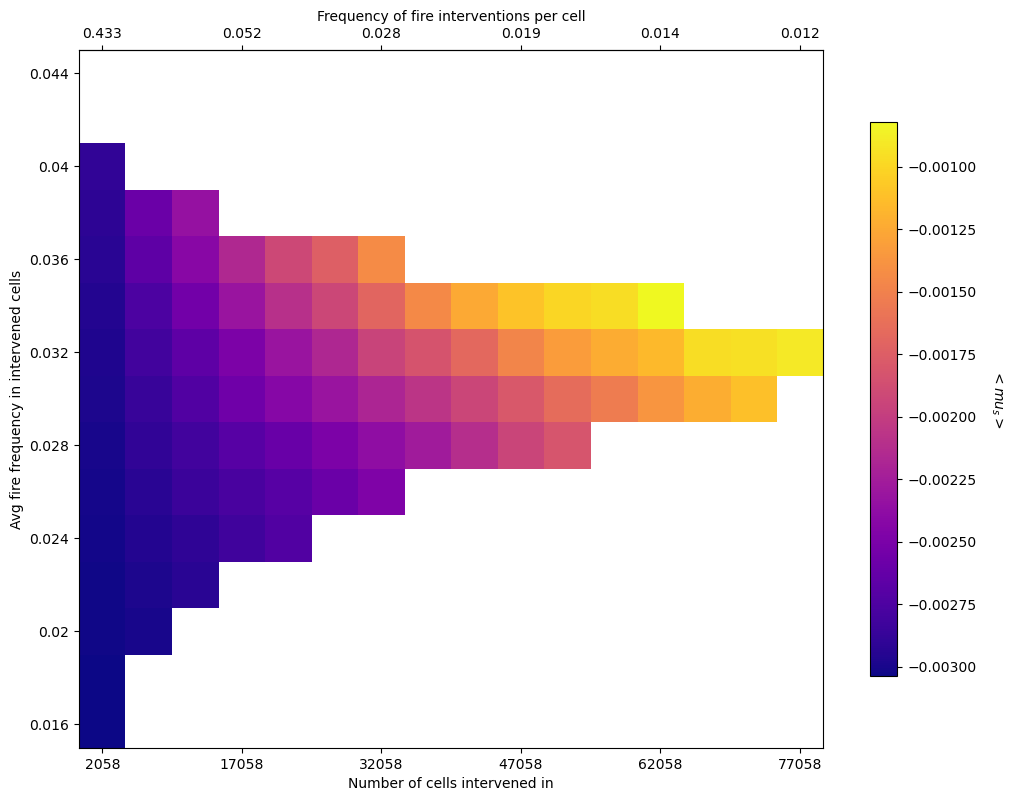 Frequency of fire interventions per cell
0.433 0.052 0.028 0.019 0.014 0.012
Avg fire frequency in intervened cells
0.044
0.04
0.036
0.032
0.028
0.024
0.02
0.016
2058 17058 32058 47058 62058 77058
Number of cells intervened in
−0.00100
−0.00125
−0.00150
−0.00175
−0.00200
−0.00225
−0.00250
−0.00275
−0.00300
< mu_s >